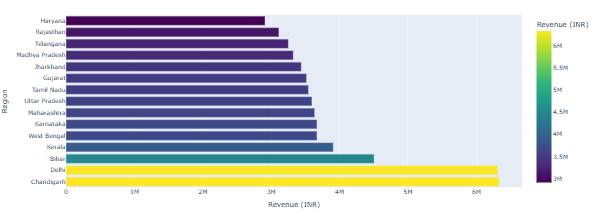 Revenue (INR)
Haryana
Rajasthan
Telangana
Madhya Pradesh
Jharkhand
Gujarat
Tamil Nadu
Uttar Pradesh
Maharashtra
Karnataka
West Bengal
Kerala
Bihar
Delhi
Chandigarh
Region
0 1M 2M 3M 4M 5M 6M
Revenue (INR)
6M
5.5M
5M
4.5M
4M
3.5M
3M